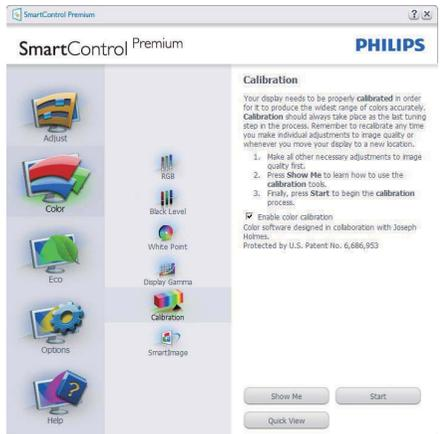 SmartControl Premium
SmartControl Premium
PHILIPS
Adjust
Color
Eco
Options
Help
RGB
Black Level
White Point
Display Gamma
Calibration
SmartImage
Calibration
Your display needs to be properly calibrated in order
for it to produce the widest range of colors accurately.
Calibration should always take place as the last tuning
step in the process. Remember to recalibrate any time
you make individual adjustments to image quality or
whenever you move your display to a new location.
1. Make all other necessary adjustments to image
quality first.
2. Press Show Me to learn how to use the
calibration tools.
3. Finally, press Start to begin the calibration
process.
Enable color calibration
Color software designed in collaboration with Joseph
Holmes.
Protected by U.S. Patent No. 6,686,953
Show Me
Start
Quick View